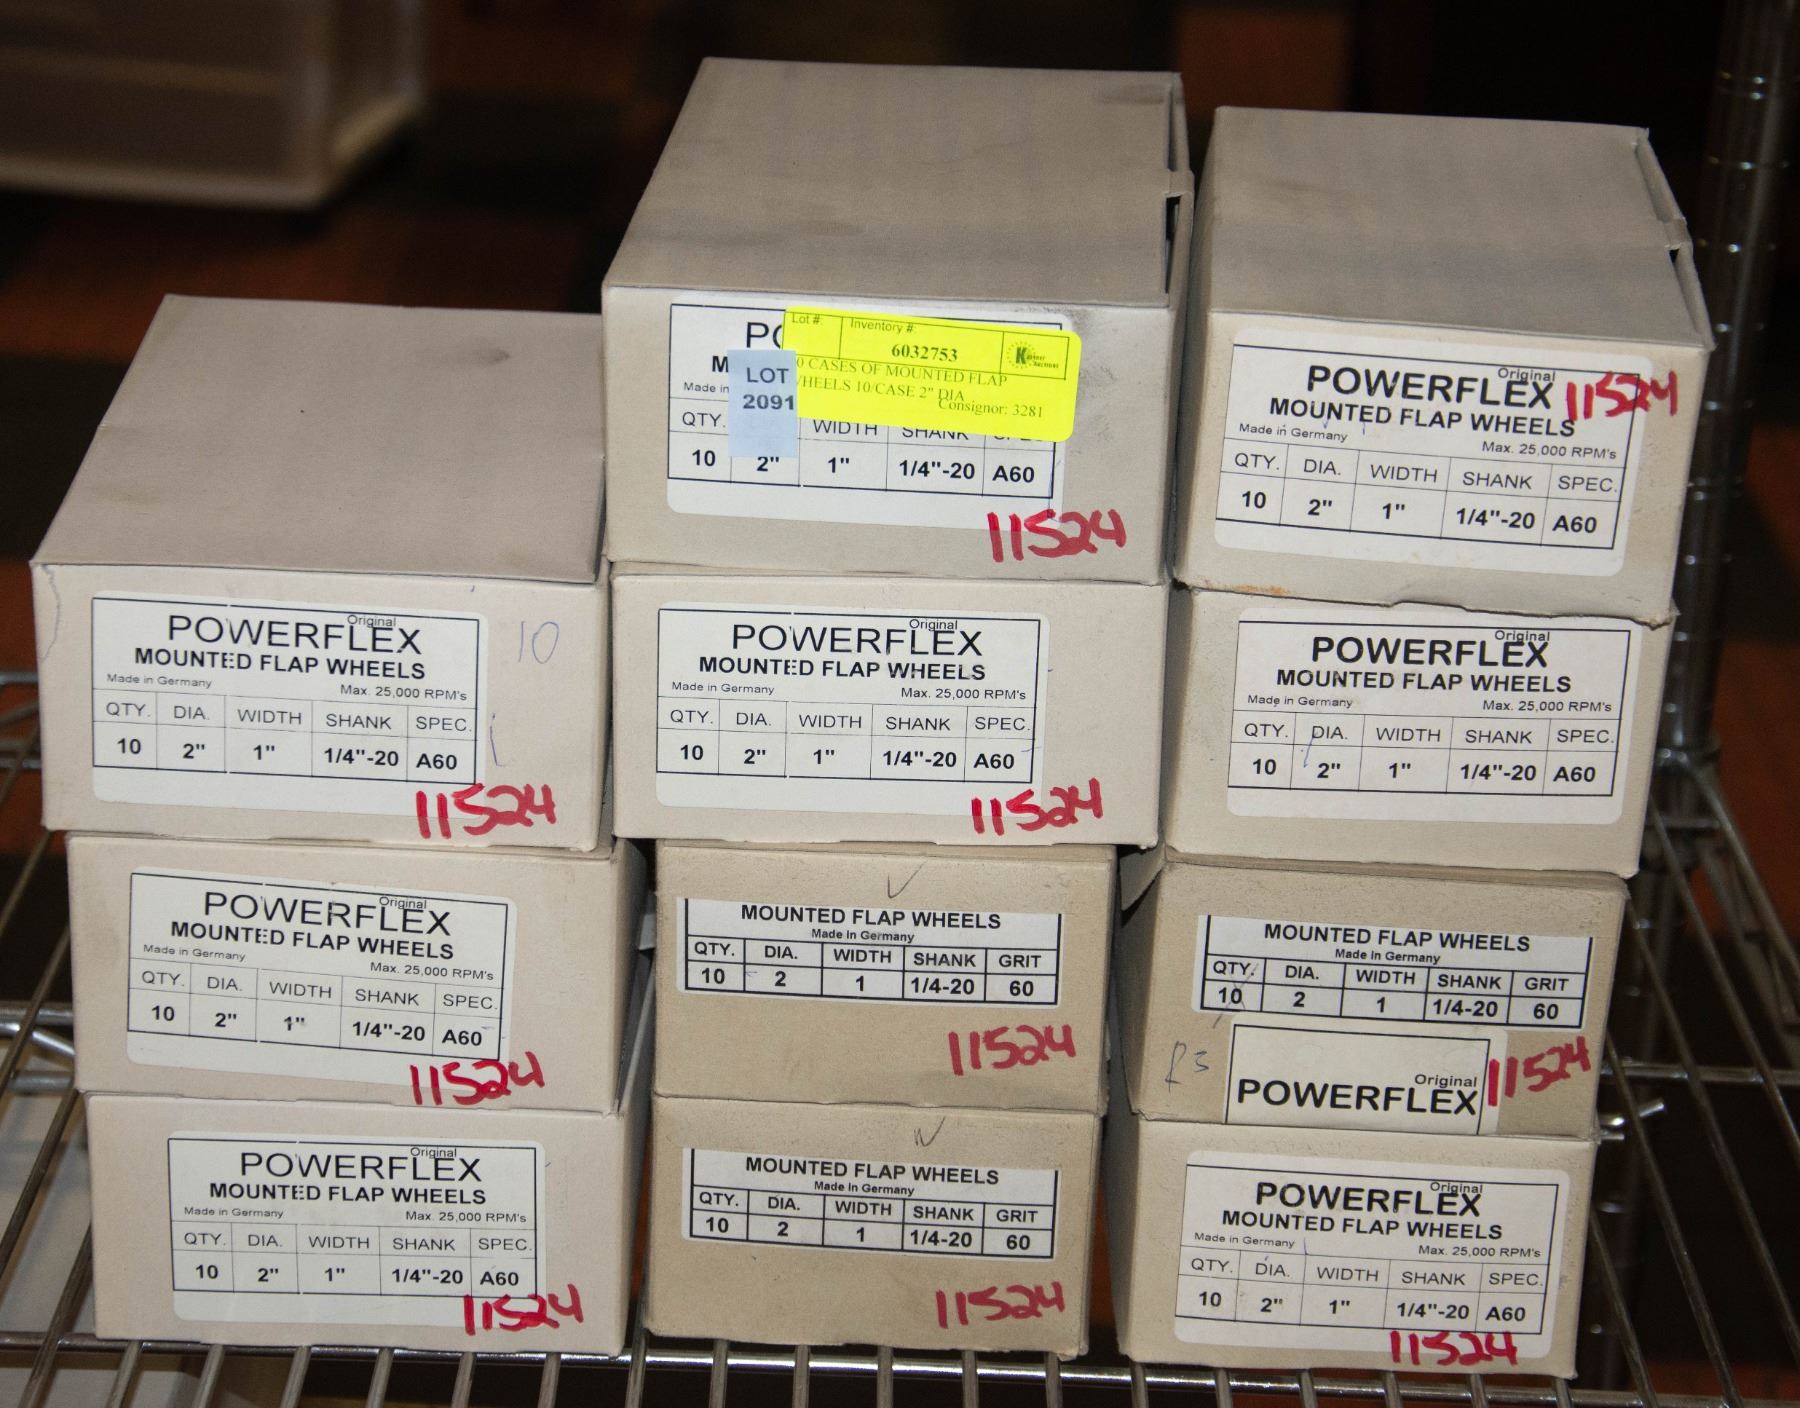 Original
POWERFLEX
MOUNTED FLAP WHEELS
Made in Germany Max. 25,000 RPM's
QTY. DIA. WIDTH SHANK SPEC.
10 2" 1" 1/4"-20 A60
10
11524
Original
POWERFLEX
MOUNTED FLAP WHEELS
Made in Germany Max. 25,000 RPM's
QTY. DIA. WIDTH SHANK SPEC.
10 2" 1" 1/4"-20 A60
11524
Original
POWERFLEX
MOUNTED FLAP WHEELS
Made in Germany Max. 25,000 RPM's
QTY. DIA. WIDTH SHANK SPEC.
10 2" 1" 1/4"-20 A60
11524
Lot #: Inventory #:
6032753
0 CASES OF MOUNTED FLAP
HEELS 10/CASE 2" DIA
Consignor: 3281
LOT
2091
PO
M
Made in
QTY. WIDTH SHANK
10 2" 1" 1/4"-20 A60
11524
Original
POWERFLEX
MOUNTED FLAP WHEELS
Made in Germany Max. 25,000 RPM's
QTY. DIA. WIDTH SHANK SPEC.
10 2" 1" 1/4"-20 A60
11524
MOUNTED FLAP WHEELS
Made In Germany
QTY. DIA. WIDTH SHANK GRIT
10 2 1 1/4-20 60
11524
MOUNTED FLAP WHEELS
Made In Germany
QTY. DIA. WIDTH SHANK GRIT
10 2 1 1/4-20 60
11524
Original
POWERFLEX
MOUNTED FLAP WHEELS
Made in Germany Max. 25,000 RPM's
QTY. DIA. WIDTH SHANK SPEC.
10 2" 1" 1/4"-20 A60
11524
Original
POWERFLEX
MOUNTED FLAP WHEELS
Made in Germany Max. 25,000 RPM's
QTY. DIA. WIDTH SHANK SPEC.
10 2" 1" 1/4"-20 A60
MOUNTED FLAP WHEELS
Made In Germany
QTY. DIA. WIDTH SHANK GRIT
10 2 1 1/4-20 60
Original
POWERFLEX
11524
Original
POWERFLEX
MOUNTED FLAP WHEELS
Made in Germany Max. 25,000 RPM's
QTY. DIA. WIDTH SHANK SPEC.
10 2" 1" 1/4"-20 A60
11524